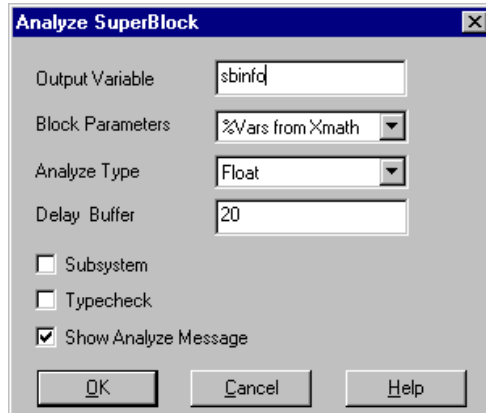 Analyze SuperBlock
Output Variable sbinfo
Block Parameters %Vars from Xmath
Analyze Type Float
Delay Buffer 20
Subsystem
Typecheck
Show Analyze Message
OK Cancel Help